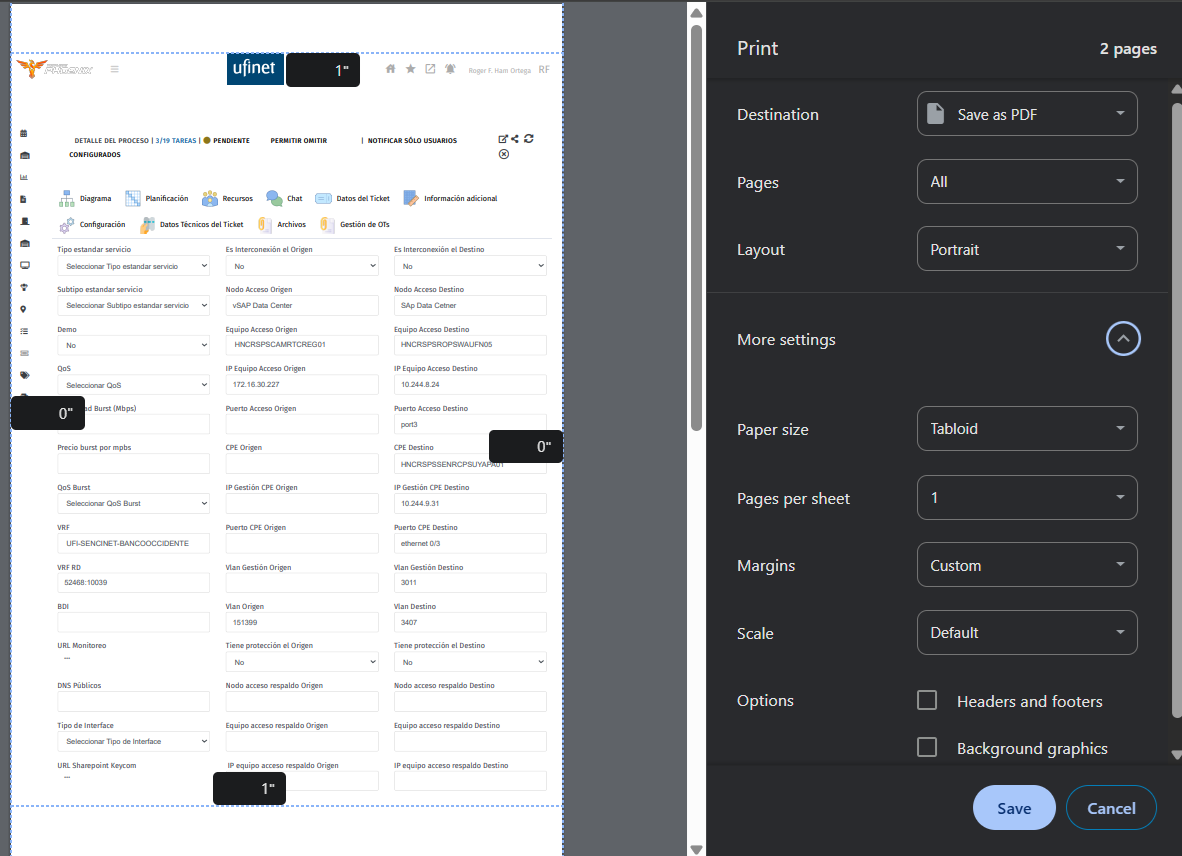 PHOENIX
ufinet
1"
Roger F. Ham Ortega RF
DETALLE DEL PROCESO | 3/19 TAREAS | PENDIENTE PERMITIR OMITIR | NOTIFICAR SÓLO USUARIOS
CONFIGURADOS
Diagrama Planificación Recursos Chat Datos del Ticket Información adicional
Configuración Datos Técnicos del Ticket Archivos Gestión de OTs
Tipo estandar servicio Es Interconexión el Origen Es Interconexión el Destino
Seleccionar Tipo estandar servicio No No
Subtipo estandar servicio Nodo Acceso Origen Nodo Acceso Destino
Seleccionar Subtipo estandar servicio vSAP Data Center SAp Data Cetner
Demo Equipo Acceso Origen Equipo Acceso Destino
No HNCRSPSCAMRTCREG01 HNCRSPSROPSWAUFN05
QoS IP Equipo Acceso Origen IP Equipo Acceso Destino
Seleccionar QoS 172.16.30.227 10.244.8.24
0" ad Burst (Mbps) Puerto Acceso Origen Puerto Acceso Destino
port3
Precio burst por mpbs CPE Origen CPE Destino 0"
HNCRSPSSENRCPSUYAPA01
QoS Burst IP Gestión CPE Origen IP Gestión CPE Destino
Seleccionar QoS Burst 10.244.9.31
VRF Puerto CPE Origen Puerto CPE Destino
UFI-SENCINET-BANCOOCCIDENTE ethernet 0/3
VRF RD Vlan Gestión Origen Vlan Gestión Destino
52468:10039 3011
BDI Vlan Origen Vlan Destino
151399 3407
URL Monitoreo Tiene protección el Origen Tiene protección el Destino
--- No No
DNS Públicos Nodo acceso respaldo Origen Nodo acceso respaldo Destino
Tipo de Interface Equipo acceso respaldo Origen Equipo acceso respaldo Destino
Seleccionar Tipo de Interface
URL Sharepoint Keycom IP equipo acceso respaldo Origen IP equipo acceso respaldo Destino
---
1"
Print 2 pages
Destination Save as PDF
Pages All
Layout Portrait
More settings
Paper size Tabloid
Pages per sheet 1
Margins Custom
Scale Default
Options Headers and footers
Background graphics
Save Cancel